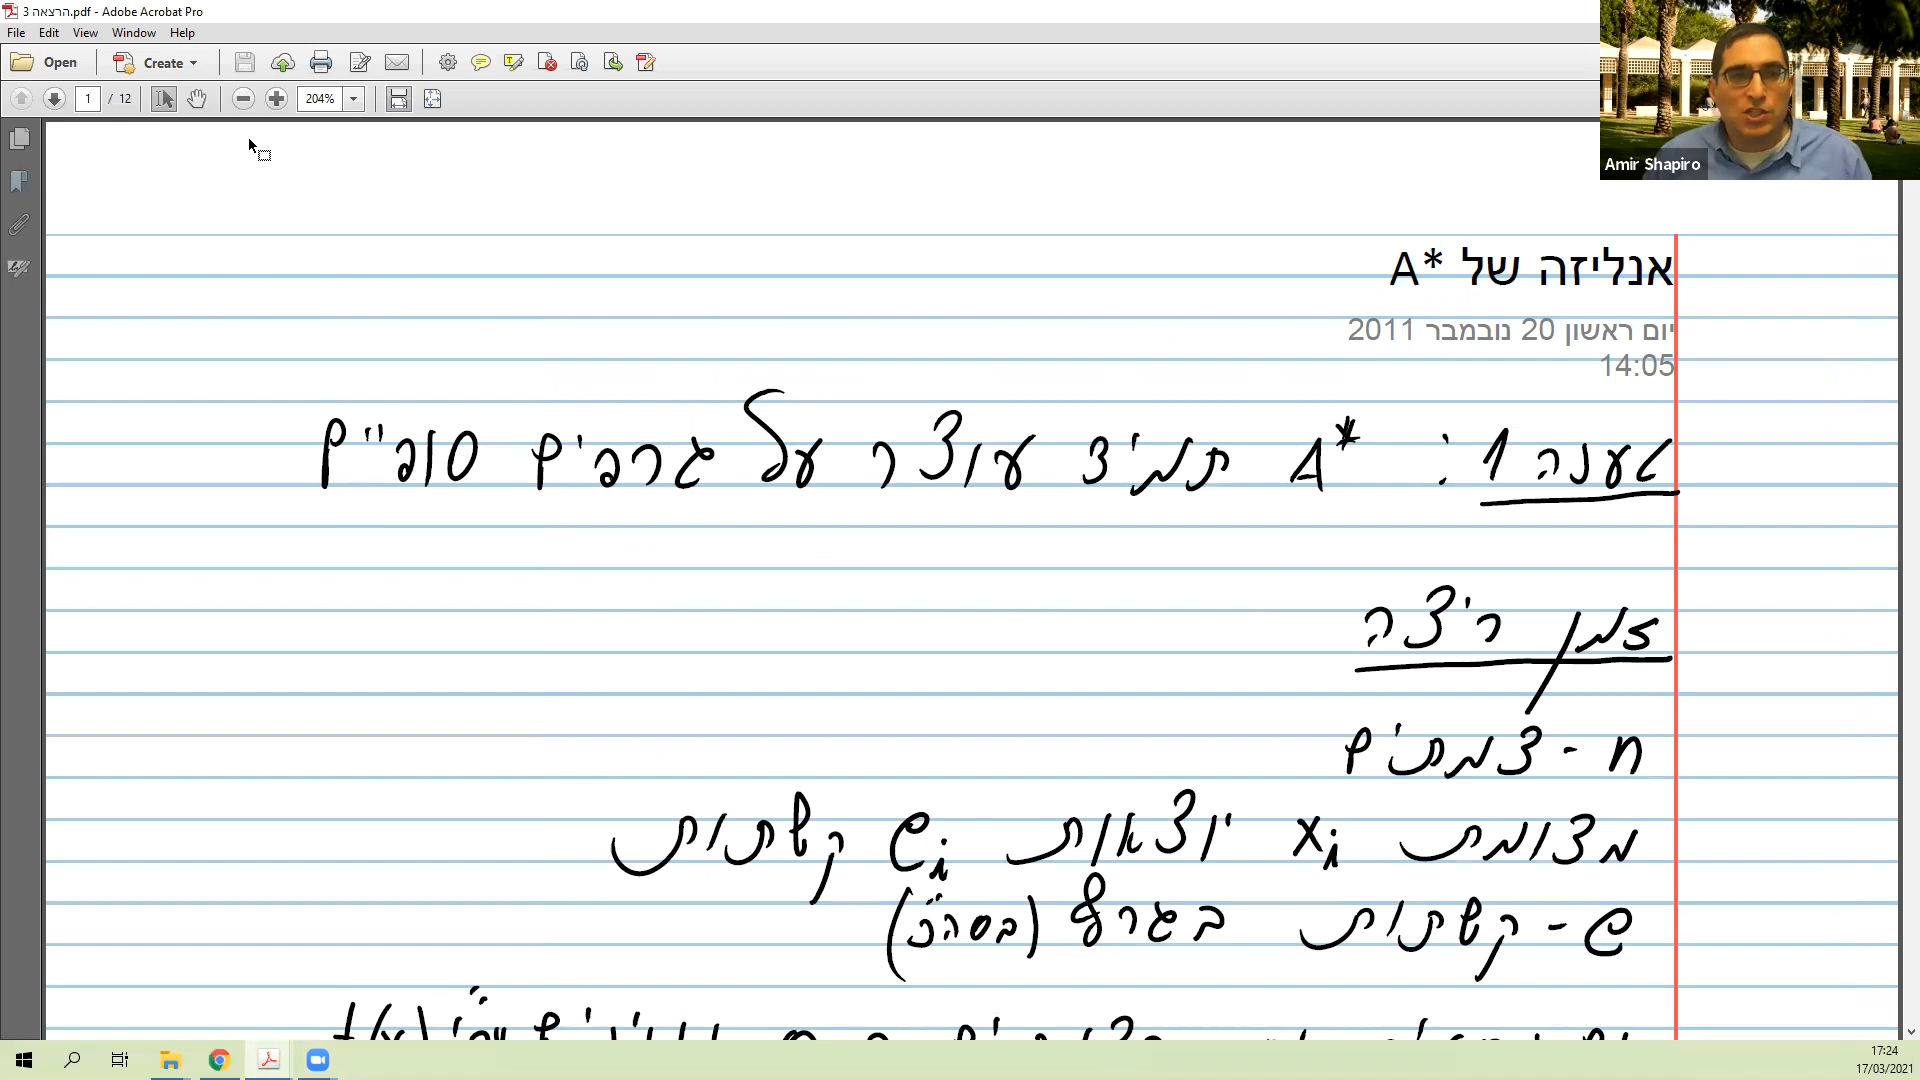 הרצאה 3.pdf - Adobe Acrobat Pro
File Edit View Window Help
Open Create
1 / 12 204%
Amir Shapiro
אנליזה של A*
יום ראשון 20 נובמבר 2011
14:05
טענה 1: A* תמיד עוצר על גרפים סופיים
זמן ריצה
n - צמתים
מצומת xi יוצאות ei קשתות
e - קשתות בגרף (בסה"כ)
17:24
17/03/2021